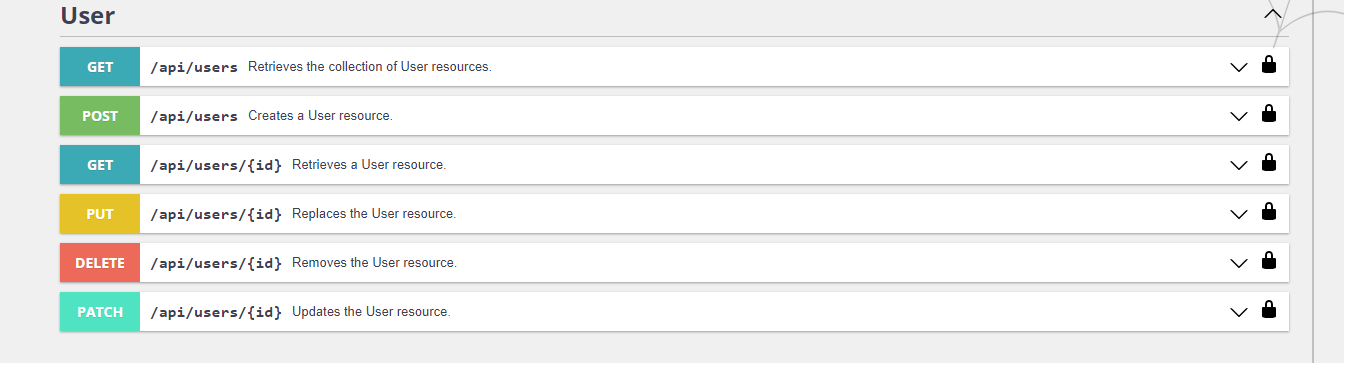 User
GET /api/users Retrieves the collection of User resources.
POST /api/users Creates a User resource.
GET /api/users/{id} Retrieves a User resource.
PUT /api/users/{id} Replaces the User resource.
DELETE /api/users/{id} Removes the User resource.
PATCH /api/users/{id} Updates the User resource.